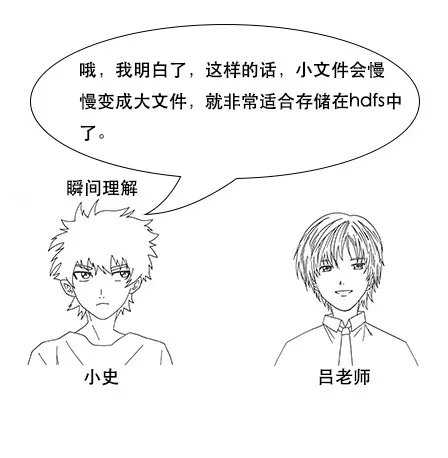 哦，我明白了，这样的话，小文件会慢
慢变成大文件，就非常适合存储在hdfs中
了。
瞬间理解
小史
吕老师